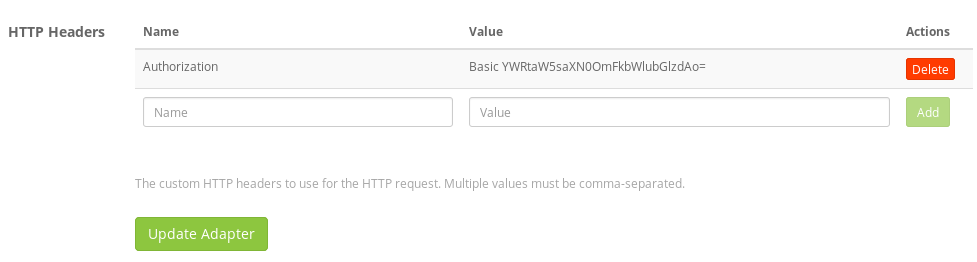 HTTP Headers Name Value Actions
Authorization Basic YWRtaW5saXN0OmFkbWlubGlzdAo= Delete
Name Value Add
The custom HTTP headers to use for the HTTP request. Multiple values must be comma-separated.
Update Adapter